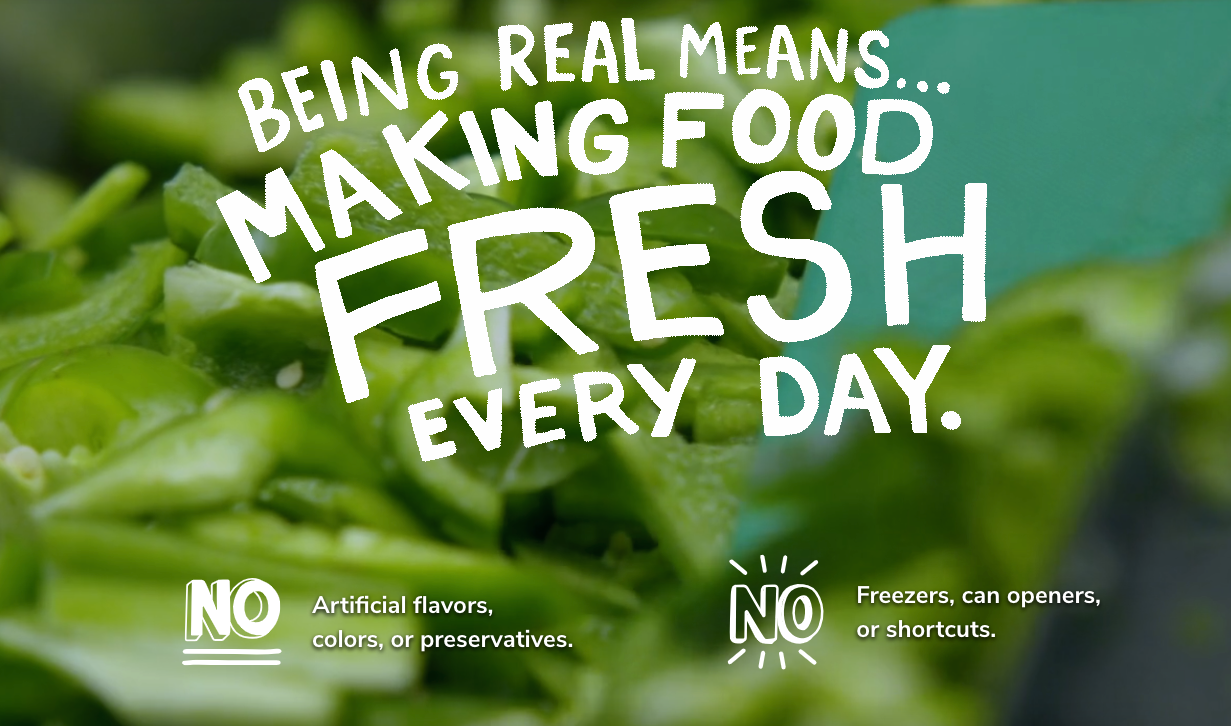 BEING REAL MEANS...
MAKING FOOD
FRESH
EVERY DAY.
NO
Artificial flavors,
colors, or preservatives.
NO
Freezers, can openers,
or shortcuts.